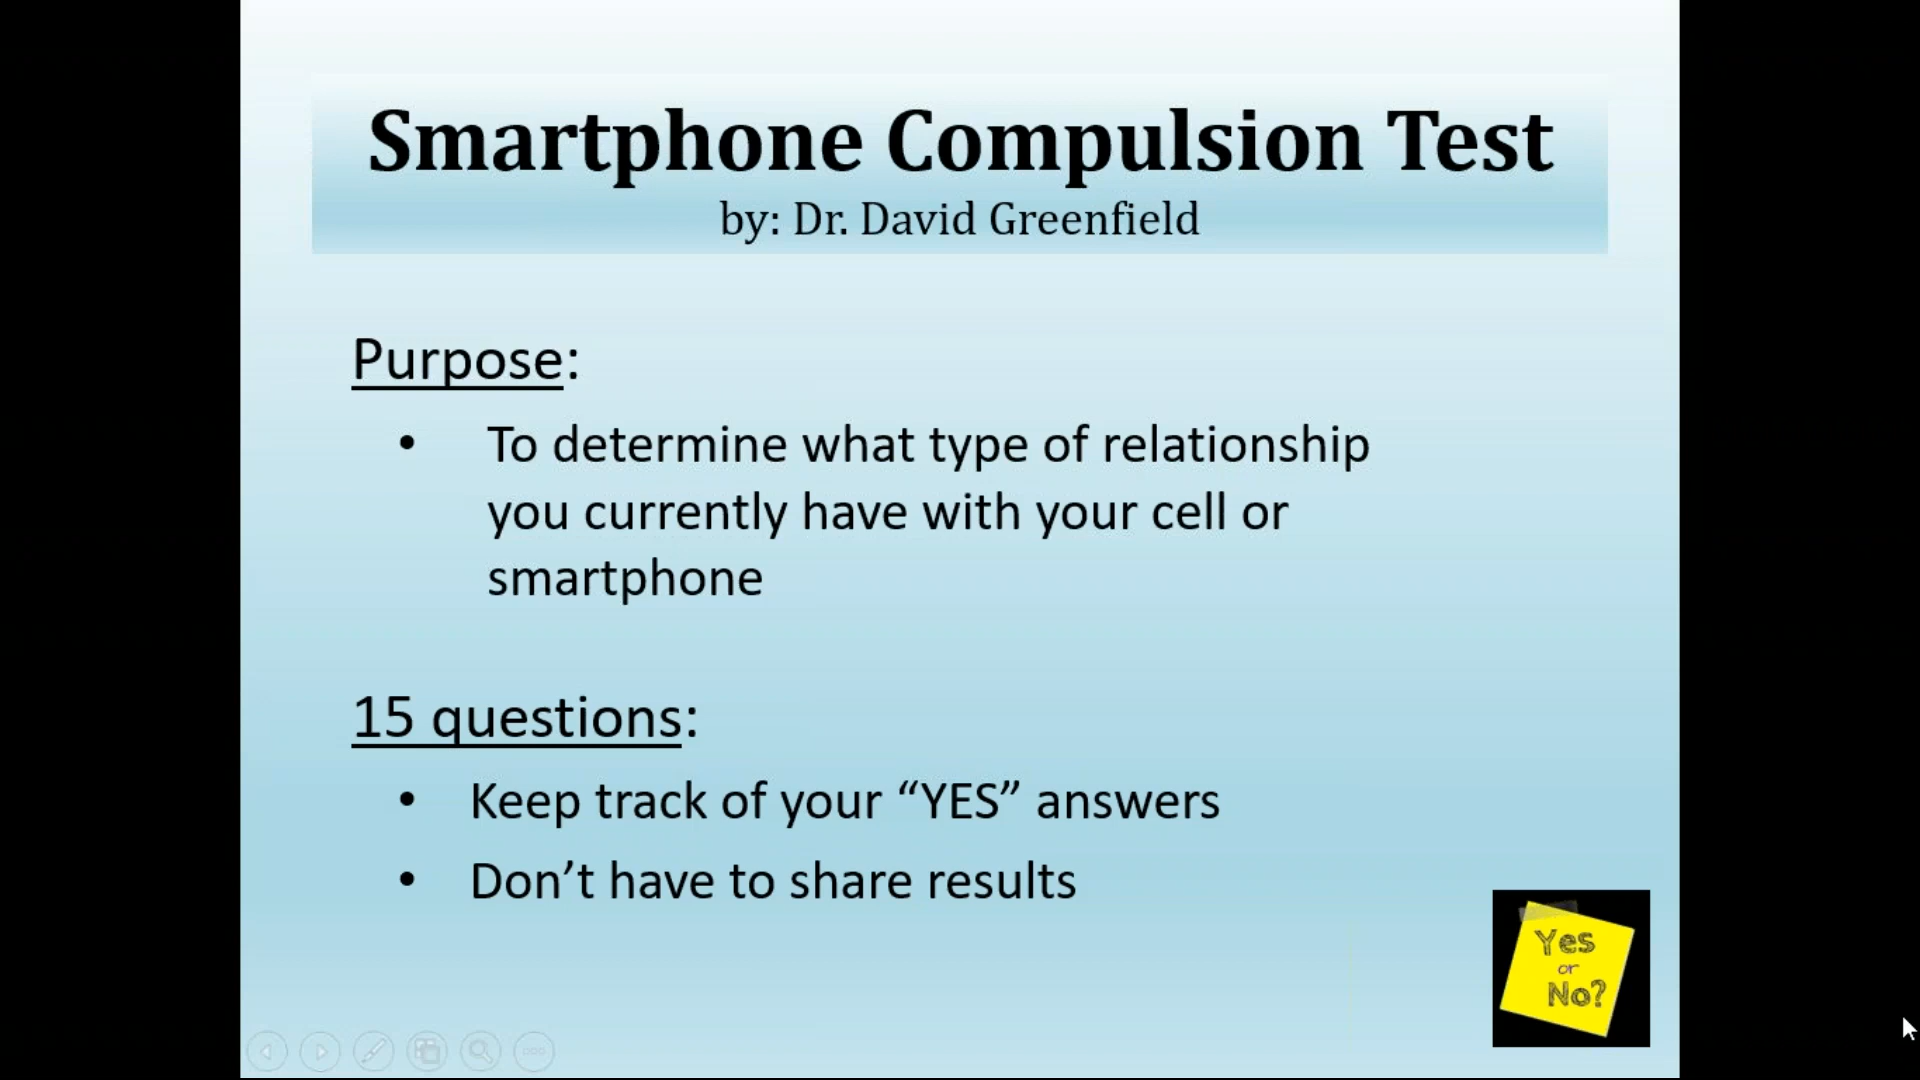 Smartphone Compulsion Test
by: Dr. David Greenfield
Purpose:
• To determine what type of relationship
you currently have with your cell or
smartphone
15 questions:
• Keep track of your “YES” answers
• Don’t have to share results
Yes
or
No?